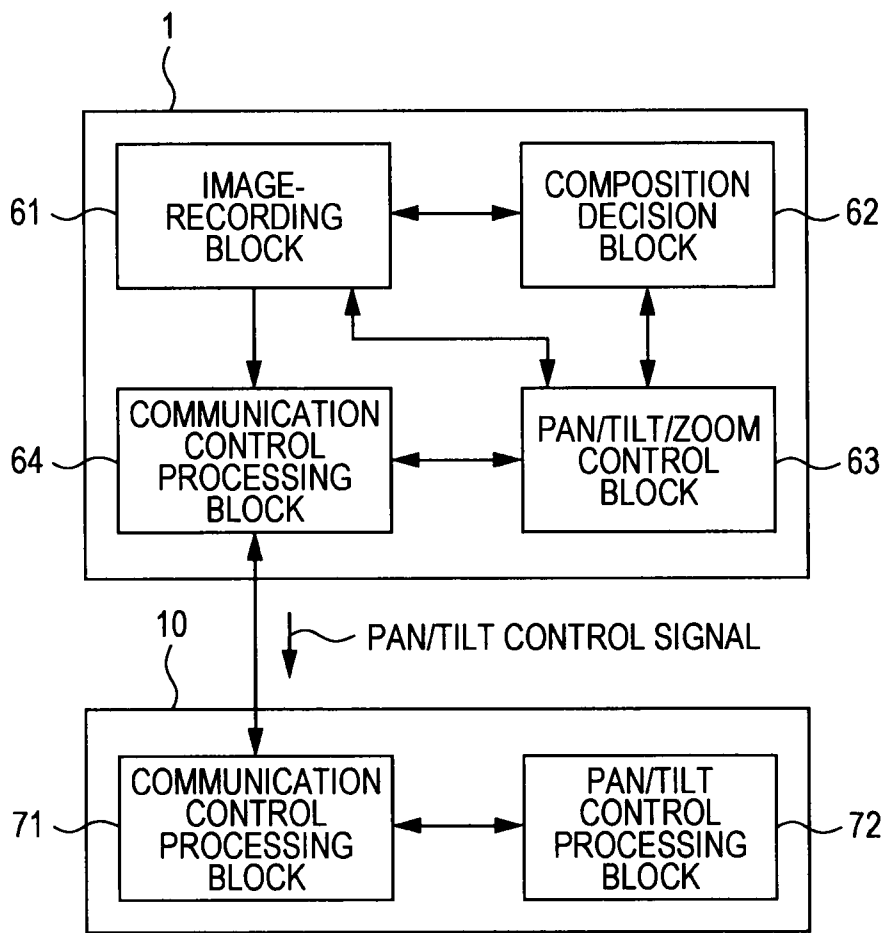 1
IMAGE-
RECORDING
BLOCK
61
COMPOSITION
DECISION
BLOCK
62
COMMUNICATION
CONTROL
PROCESSING
BLOCK
64
PAN/TILT/ZOOM
CONTROL
BLOCK
63
10
PAN/TILT CONTROL SIGNAL
COMMUNICATION
CONTROL
PROCESSING
BLOCK
71
PAN/TILT
CONTROL
PROCESSING
BLOCK
72